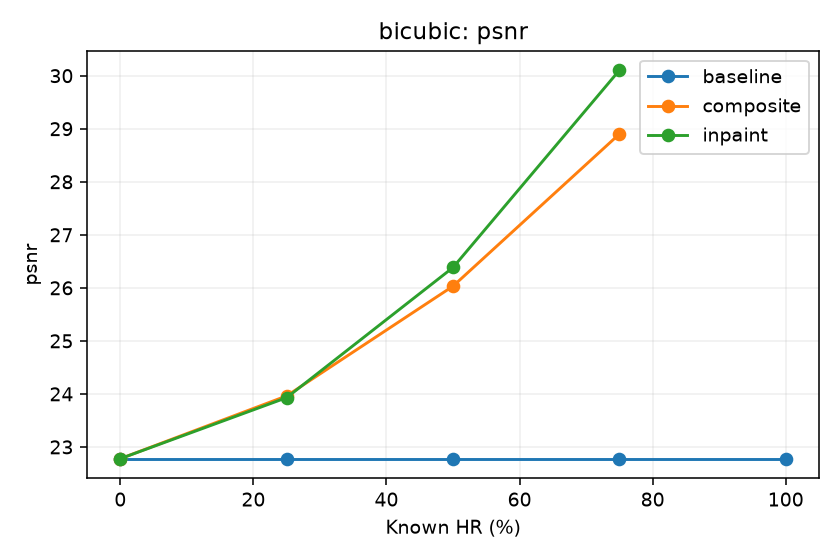 bicubic: psnr
30
29
28
27
26
25
24
23
psnr
baseline
composite
inpaint
0 20 40 60 80 100
Known HR (%)